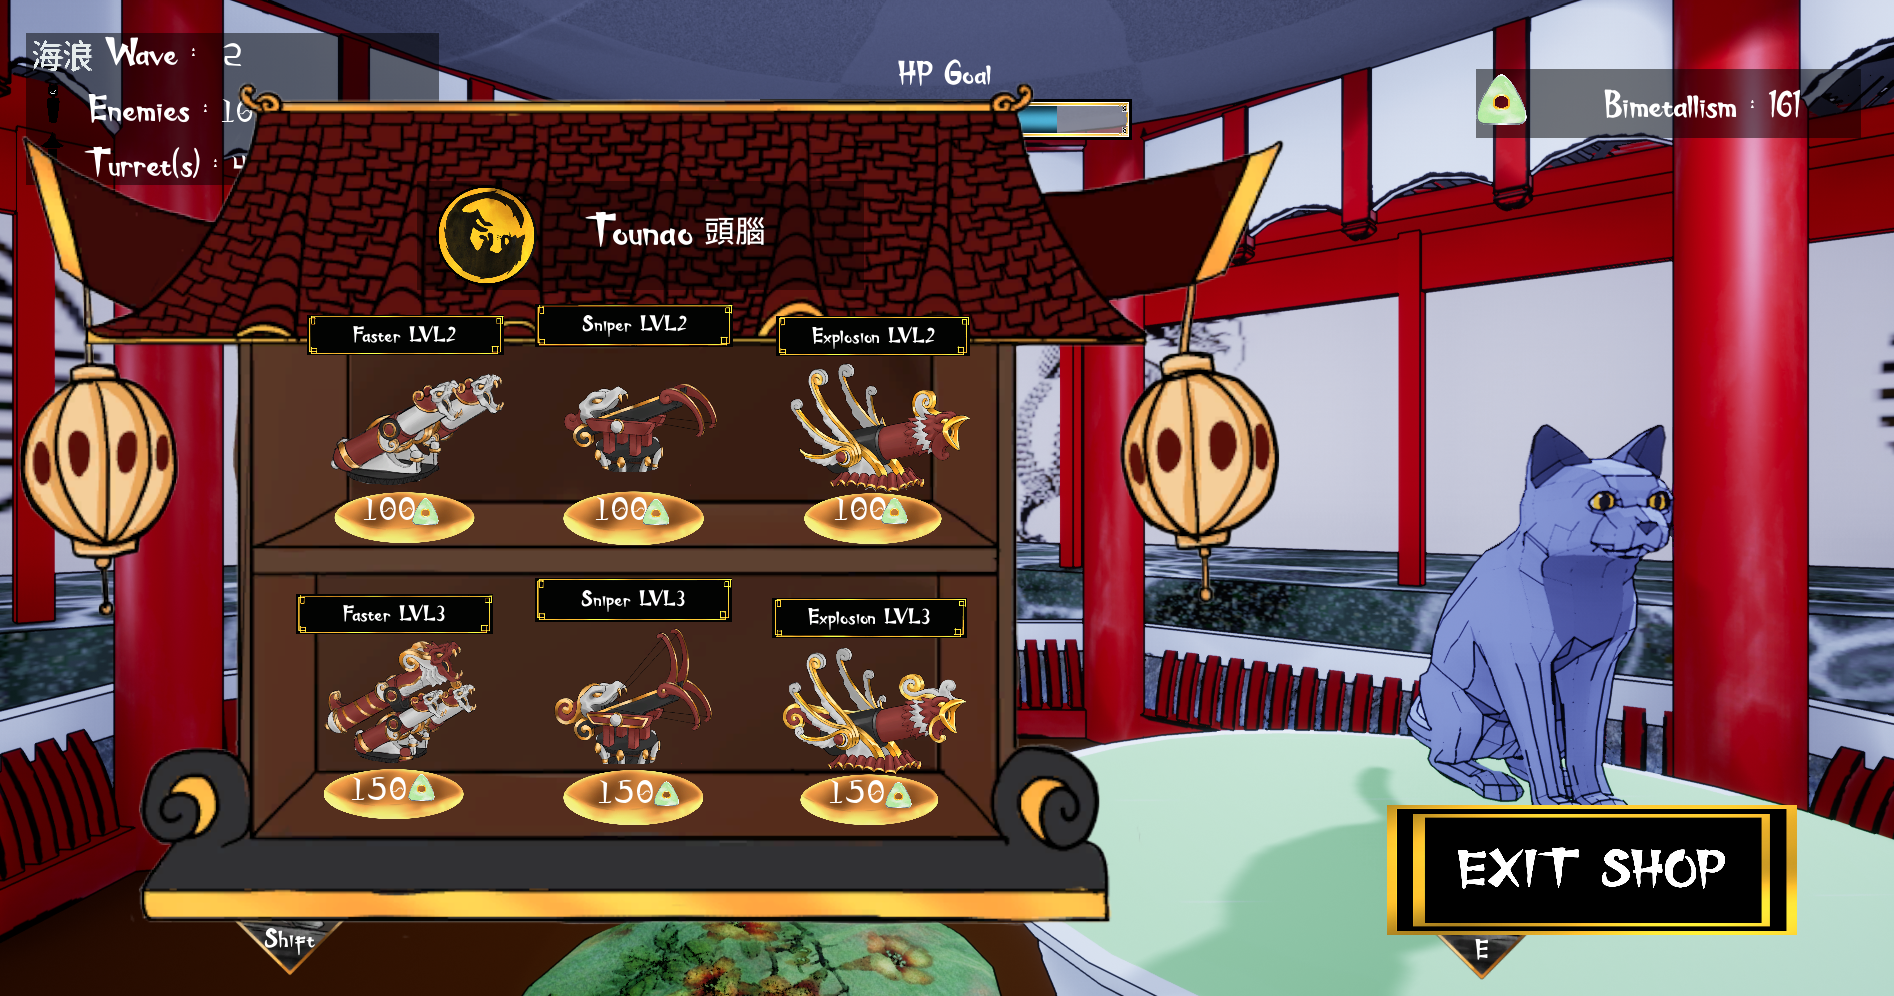 海浪 Wave : 2
Enemies : 16
Turret(s) : 4
HP Goal
Bimetallism : 161
Tounao 頭腦
Faster LVL2
Sniper LVL2
Explosion LVL2
100
100
100
Faster LVL3
Sniper LVL3
Explosion LVL3
150
150
150
EXIT SHOP
Shift
E